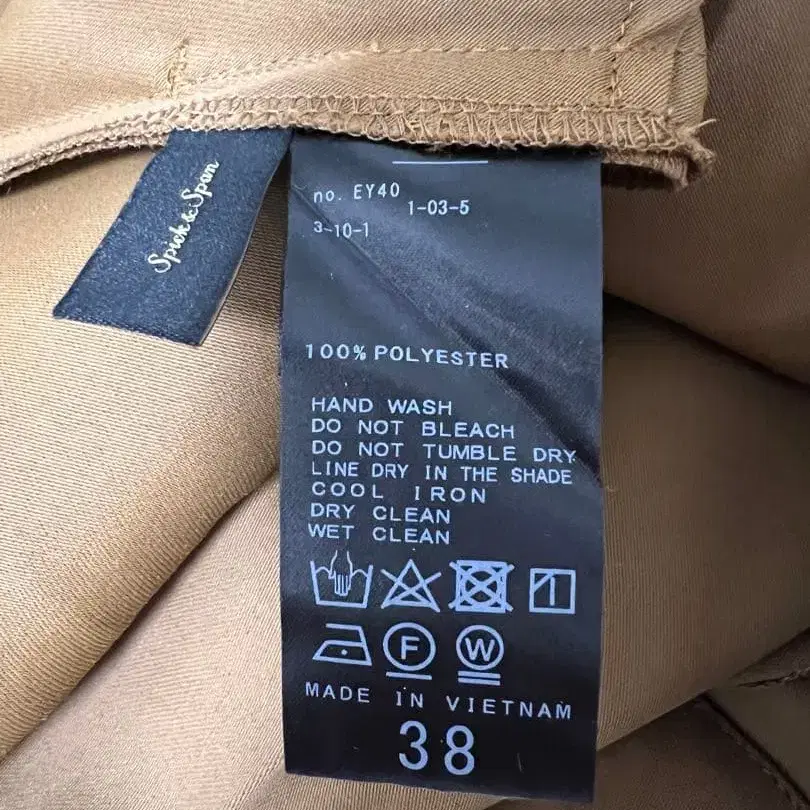 Spick & Span
no. EY40
1-03-5
3-10-1
100% POLYESTER
HAND WASH
DO NOT BLEACH
DO NOT TUMBLE DRY
LINE DRY IN THE SHADE
COOL IRON
DRY CLEAN
WET CLEAN
F W
MADE IN VIETNAM
38